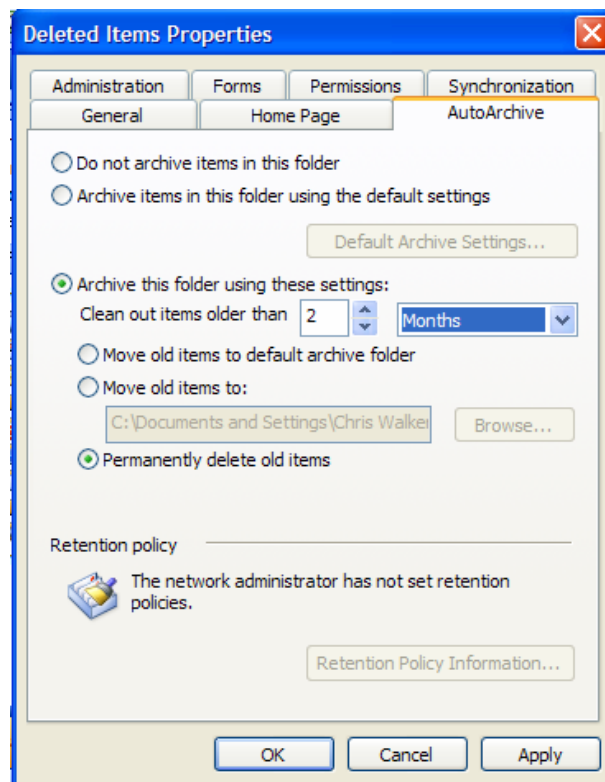 Deleted Items Properties
Administration Forms Permissions Synchronization
General Home Page AutoArchive
Do not archive items in this folder
Archive items in this folder using the default settings
Default Archive Settings...
Archive this folder using these settings:
Clean out items older than 2 Months
Move old items to default archive folder
Move old items to:
C:\Documents and Settings\Chris Walker Browse...
Permanently delete old items
Retention policy
The network administrator has not set retention
policies.
Retention Policy Information...
OK Cancel Apply